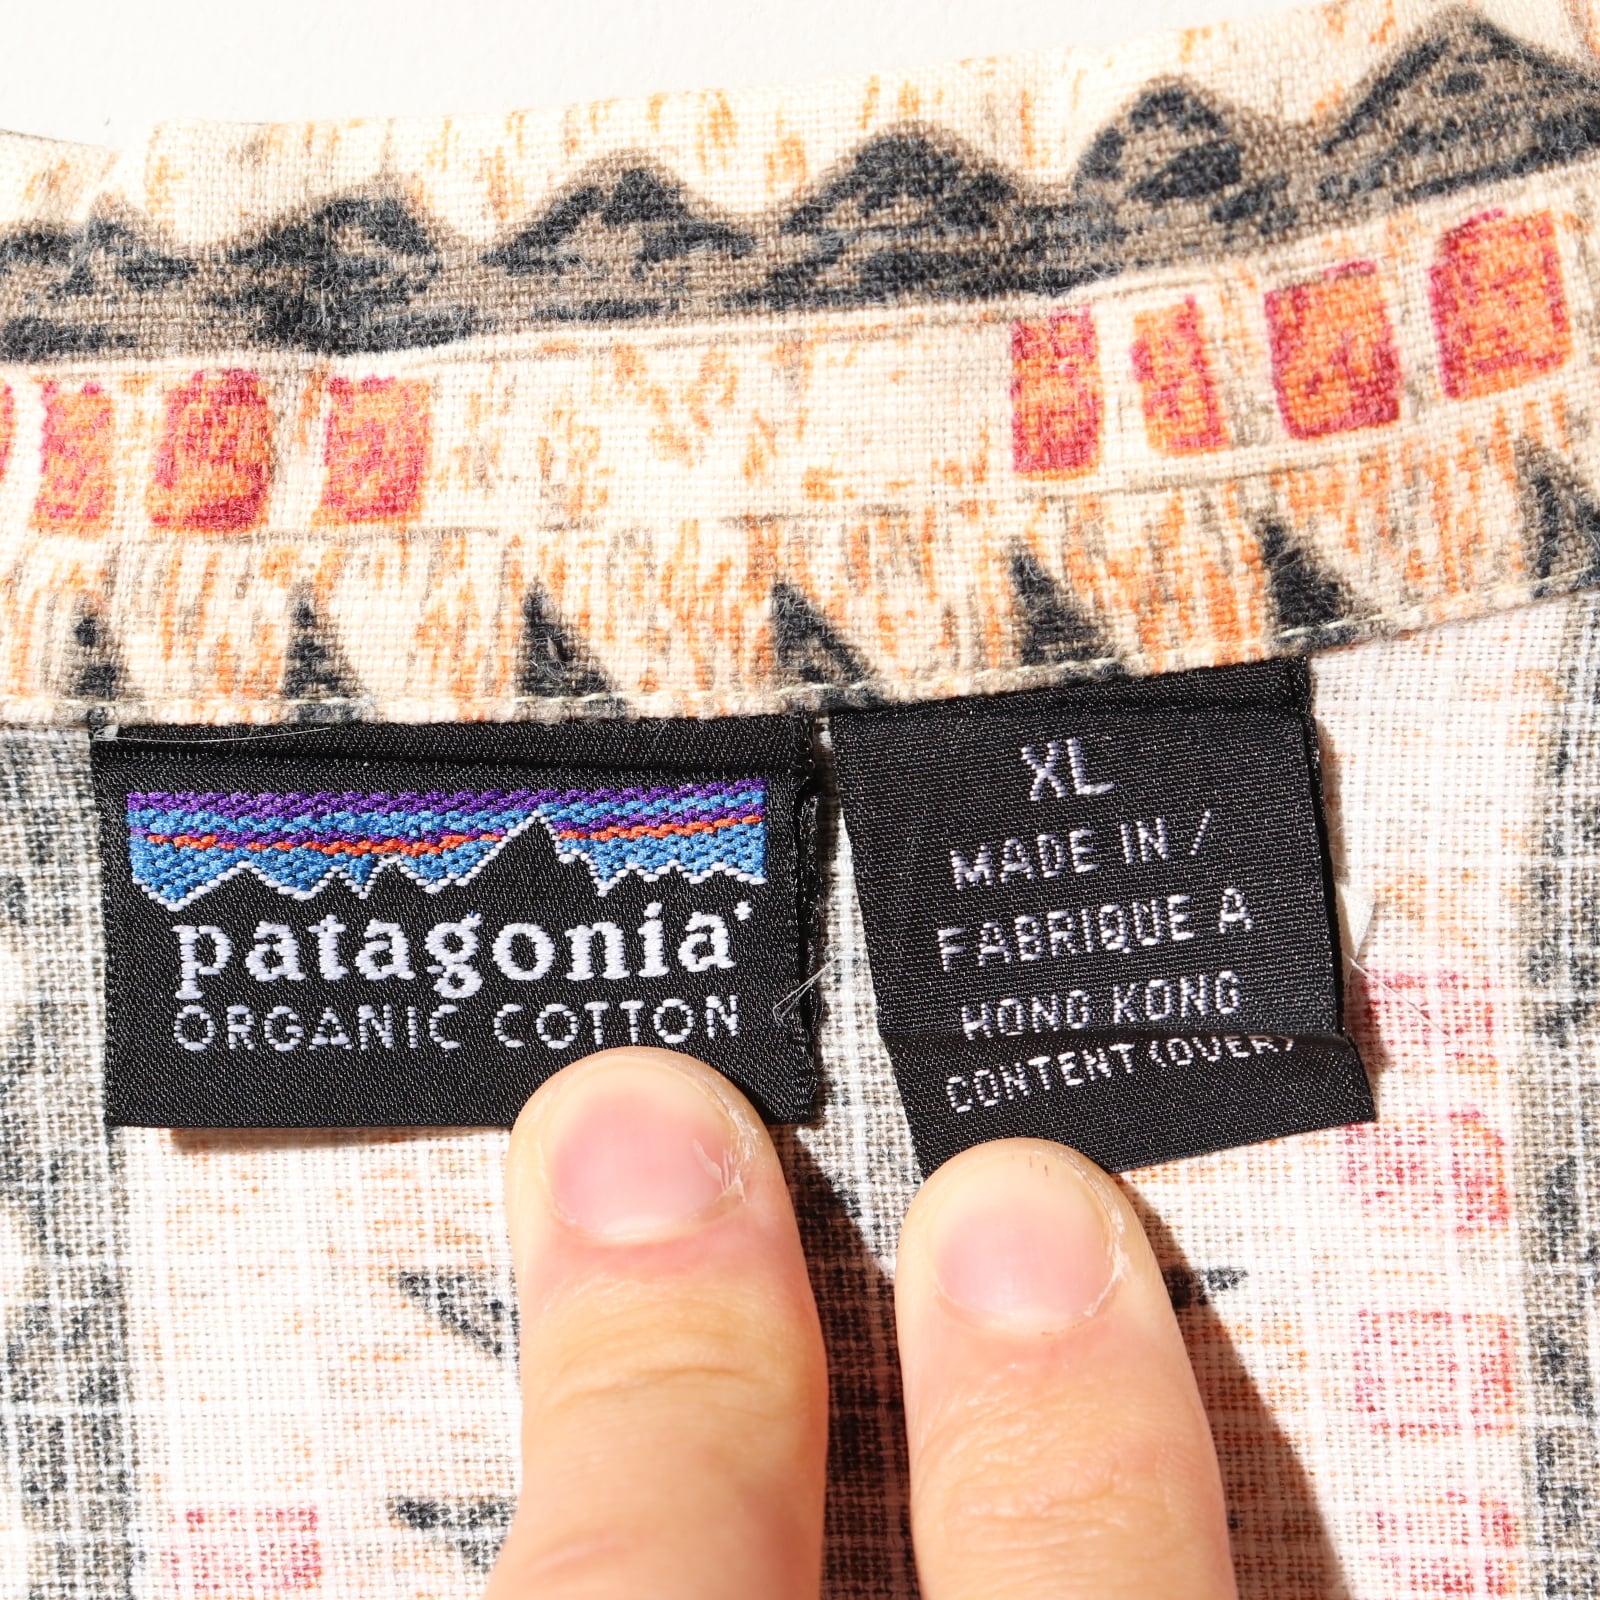 patagonia
ORGANIC COTTON
XL
MADE IN /
FABRIQUE A
HONG KONG
CONTENT (OVER)